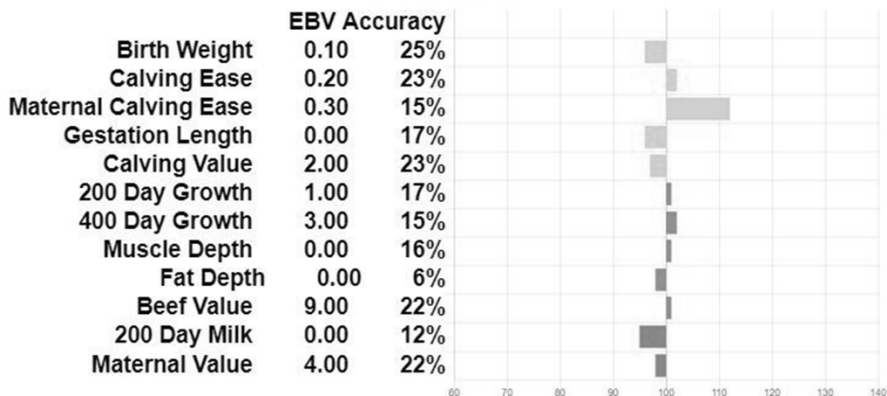 EBV Accuracy
Birth Weight 0.10 25%
Calving Ease 0.20 23%
Maternal Calving Ease 0.30 15%
Gestation Length 0.00 17%
Calving Value 2.00 23%
200 Day Growth 1.00 17%
400 Day Growth 3.00 15%
Muscle Depth 0.00 16%
Fat Depth 0.00 6%
Beef Value 9.00 22%
200 Day Milk 0.00 12%
Maternal Value 4.00 22%
60 70 80 90 100 110 120 130 140